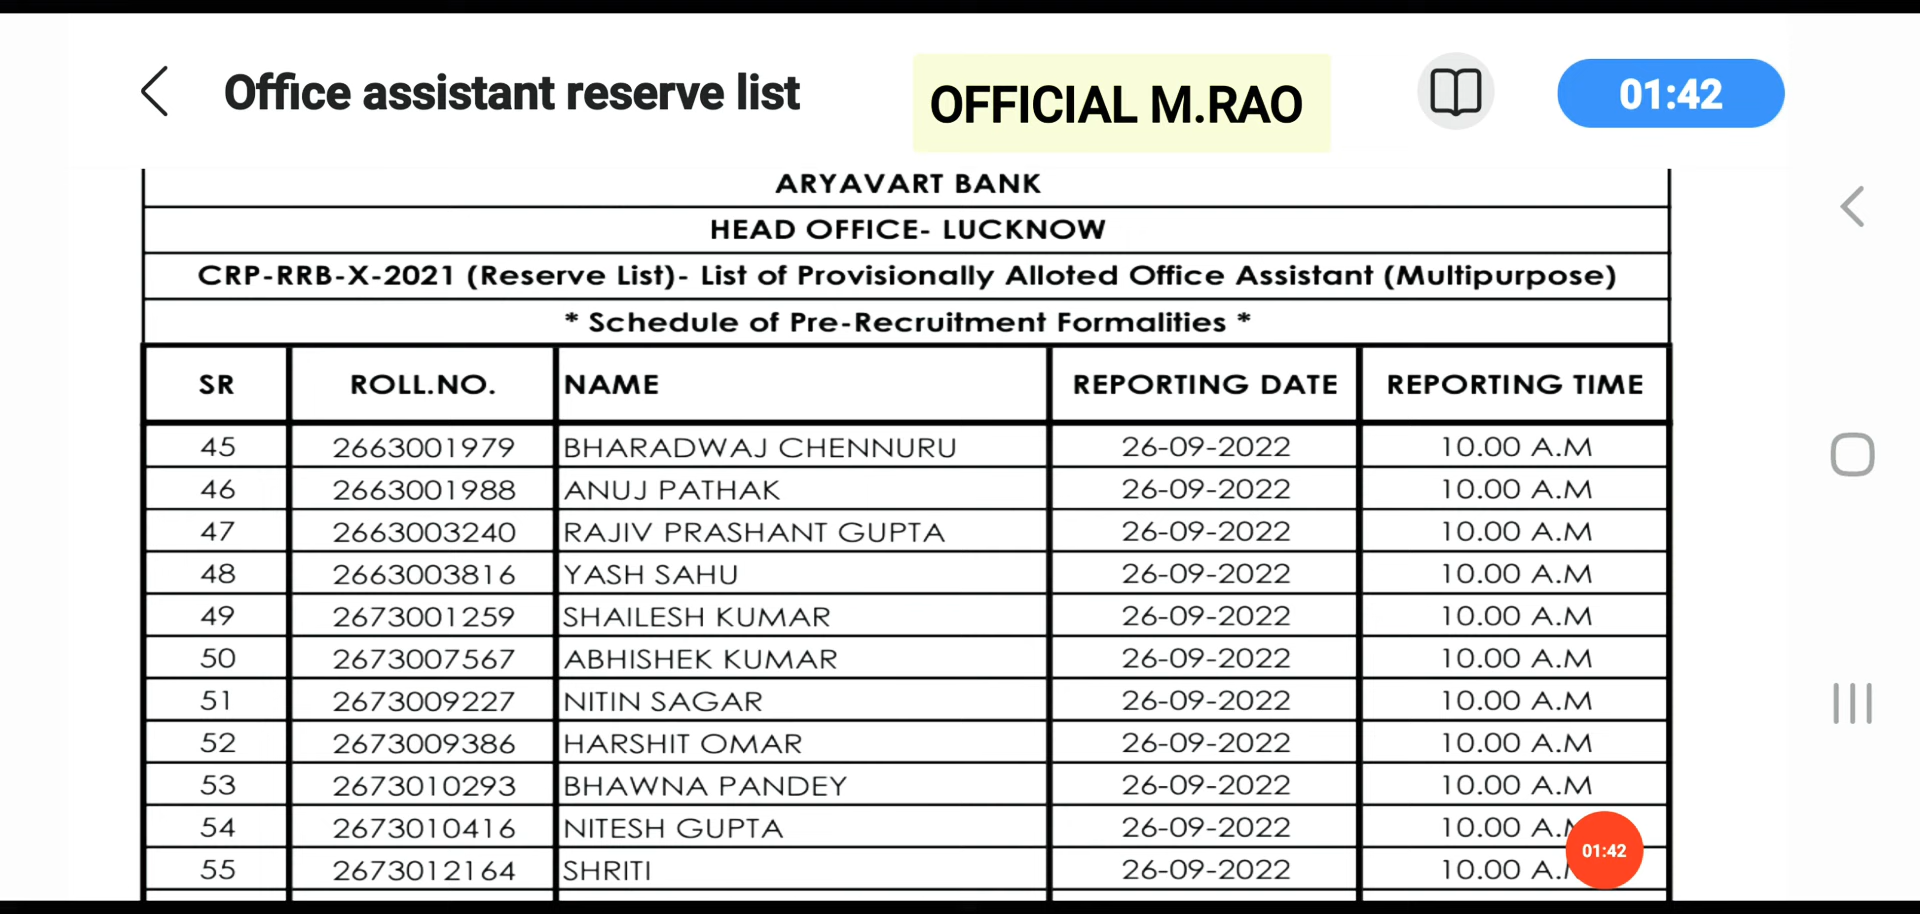 Office assistant reserve list
OFFICIAL M.RAO
01:42
ARYAVART BANK
HEAD OFFICE- LUCKNOW
CRP-RRB-X-2021 (Reserve List)- List of Provisionally Alloted Office Assistant (Multipurpose)
* Schedule of Pre-Recruitment Formalities *
SR ROLL.NO. NAME REPORTING DATE REPORTING TIME
45 2663001979 BHARADWAJ CHENNURU 26-09-2022 10.00 A.M
46 2663001988 ANUJ PATHAK 26-09-2022 10.00 A.M
47 2663003240 RAJIV PRASHANT GUPTA 26-09-2022 10.00 A.M
48 2663003816 YASH SAHU 26-09-2022 10.00 A.M
49 2673001259 SHAILESH KUMAR 26-09-2022 10.00 A.M
50 2673007567 ABHISHEK KUMAR 26-09-2022 10.00 A.M
51 2673009227 NITIN SAGAR 26-09-2022 10.00 A.M
52 2673009386 HARSHIT OMAR 26-09-2022 10.00 A.M
53 2673010293 BHAWNA PANDEY 26-09-2022 10.00 A.M
54 2673010416 NITESH GUPTA 26-09-2022 10.00 A.M
55 2673012164 SHRITI 26-09-2022 10.00 A.M
01:42